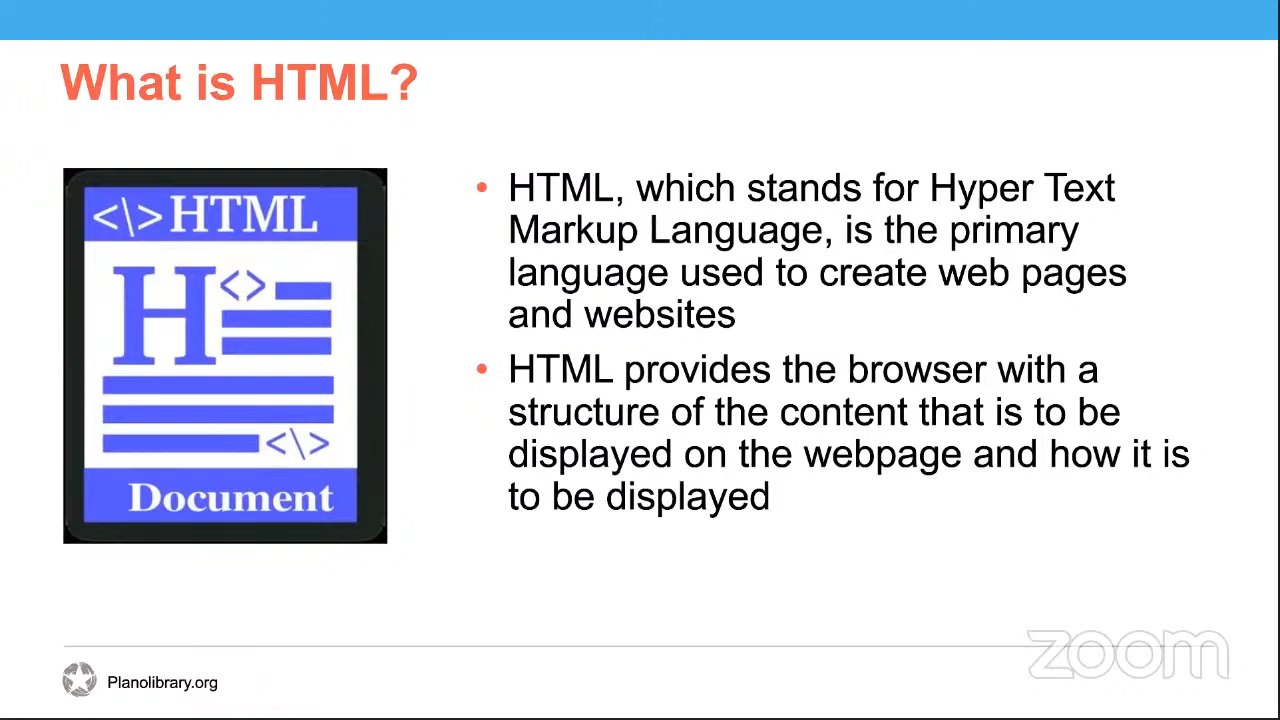 What is HTML?
<\>HTML
H<>
<\>
Document
• HTML, which stands for Hyper Text
Markup Language, is the primary
language used to create web pages
and websites
• HTML provides the browser with a
structure of the content that is to be
displayed on the webpage and how it is
to be displayed
Planolibrary.org
zoom